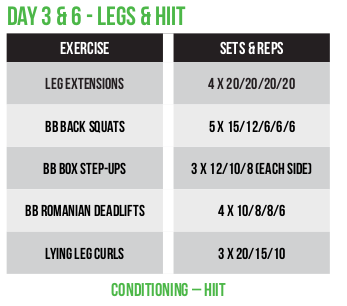 DAY 3 & 6 - LEGS & HIIT
EXERCISE SETS & REPS
LEG EXTENSIONS 4 X 20/20/20/20
BB BACK SQUATS 5 X 15/12/6/6/6
BB BOX STEP-UPS 3 X 12/10/8 (EACH SIDE)
BB ROMANIAN DEADLIFTS 4 X 10/8/8/6
LYING LEG CURLS 3 X 20/15/10
CONDITIONING – HIIT